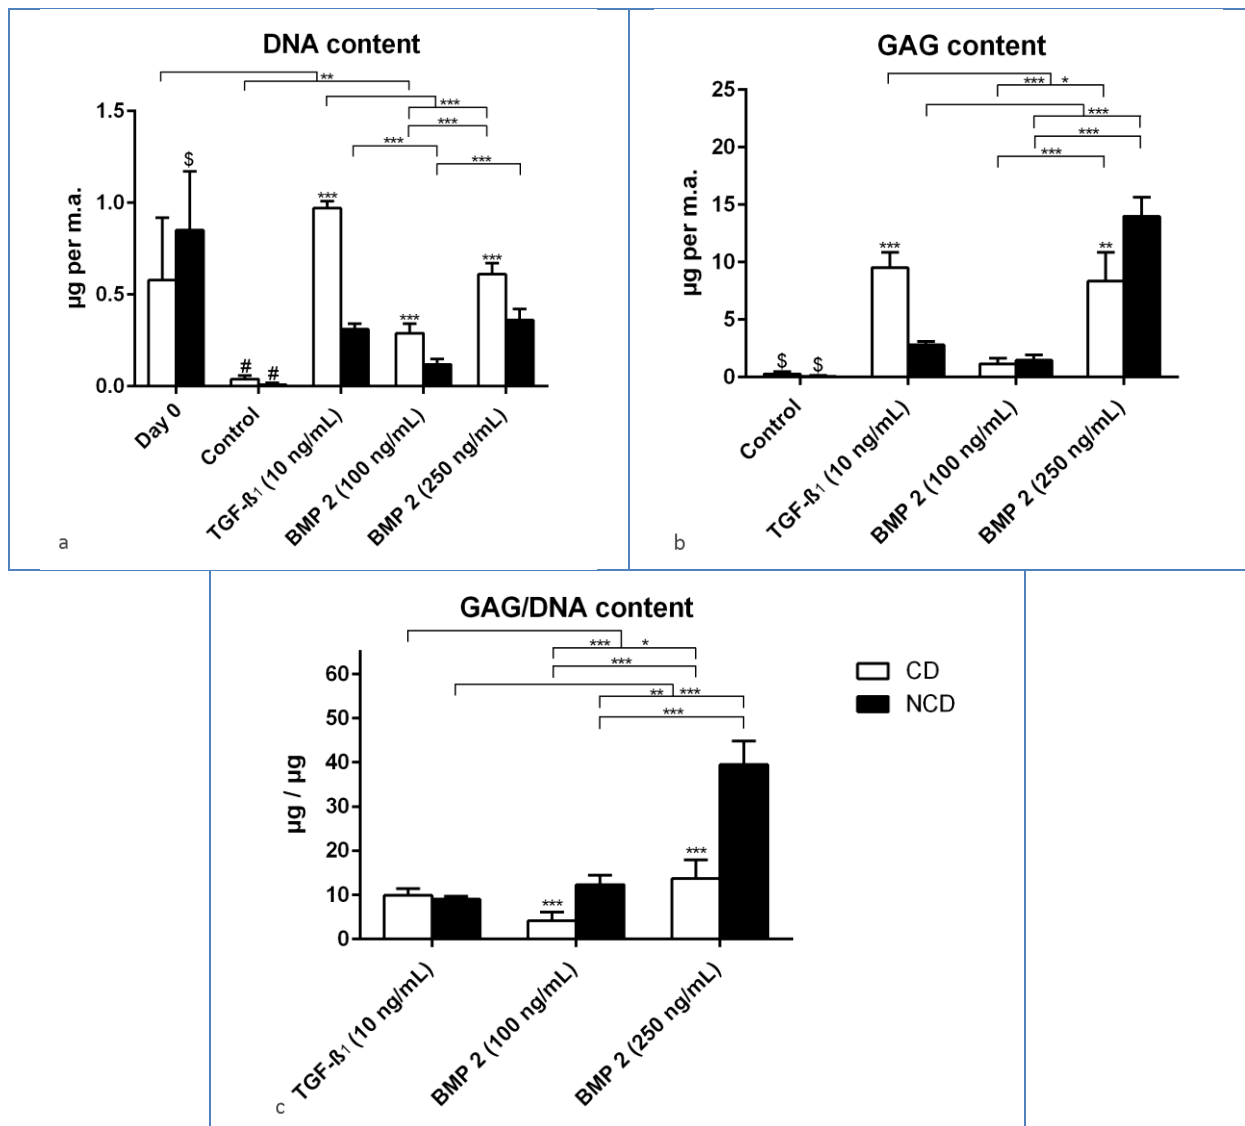 DNA content
**
***
***
***
***
1.5
1.0
0.5
0.0
µg per m.a.
$
# #
***
***
***
Day 0
Control
TGF-ß1 (10 ng/mL)
BMP 2 (100 ng/mL)
BMP 2 (250 ng/mL)
a
GAG content
*** *
***
***
***
25
20
15
10
5
0
µg per m.a.
$ $
***
**
Control
TGF-ß1 (10 ng/mL)
BMP 2 (100 ng/mL)
BMP 2 (250 ng/mL)
b
GAG/DNA content
*** *
***
** ***
***
60
50
40
30
20
10
0
µg / µg
***
***
TGF-ß1 (10 ng/mL)
BMP 2 (100 ng/mL)
BMP 2 (250 ng/mL)
c
CD
NCD